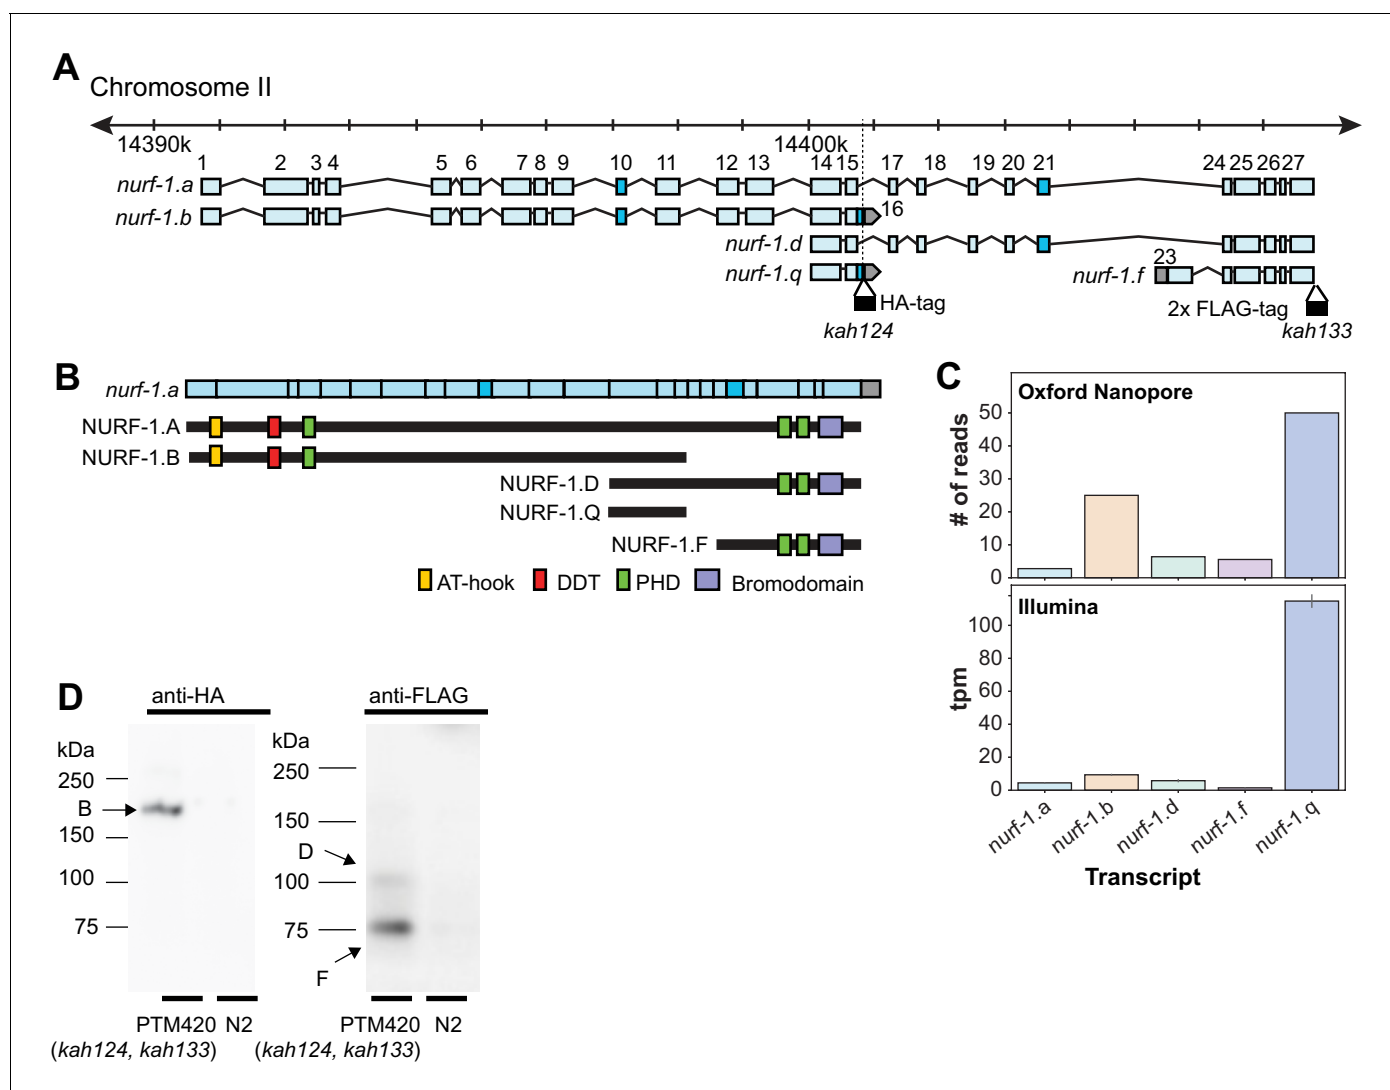 A
Chromosome II
14390k
14400k
1 2 3 4 5 6 7 8 9 10 11 12 13 14 15 17 18 19 20 21 24 25 26 27
nurf-1.a
nurf-1.b
16
nurf-1.d
nurf-1.q
23
nurf-1.f
HA-tag
kah124
2x FLAG-tag
kah133
B
nurf-1.a
NURF-1.A
NURF-1.B
NURF-1.D
NURF-1.Q
NURF-1.F
AT-hook DDT PHD Bromodomain
C
Oxford Nanopore
# of reads
50
40
30
20
10
0
Illumina
tpm
100
80
60
40
20
0
nurf-1.a
nurf-1.b
nurf-1.d
nurf-1.f
nurf-1.q
Transcript
D
anti-HA
kDa
250
B
150
100
75
PTM420 N2
(kah124, kah133)
anti-FLAG
kDa
250
150
D
100
75
F
PTM420 N2
(kah124, kah133)